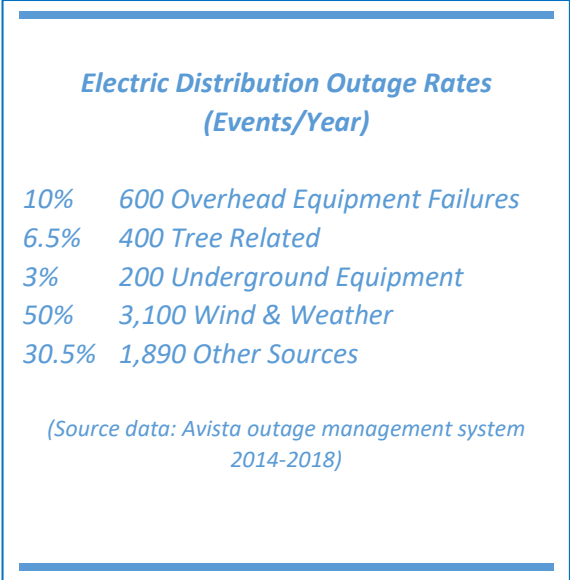 Electric Distribution Outage Rates
(Events/Year)
10% 600 Overhead Equipment Failures
6.5% 400 Tree Related
3% 200 Underground Equipment
50% 3,100 Wind & Weather
30.5% 1,890 Other Sources
(Source data: Avista outage management system
2014-2018)